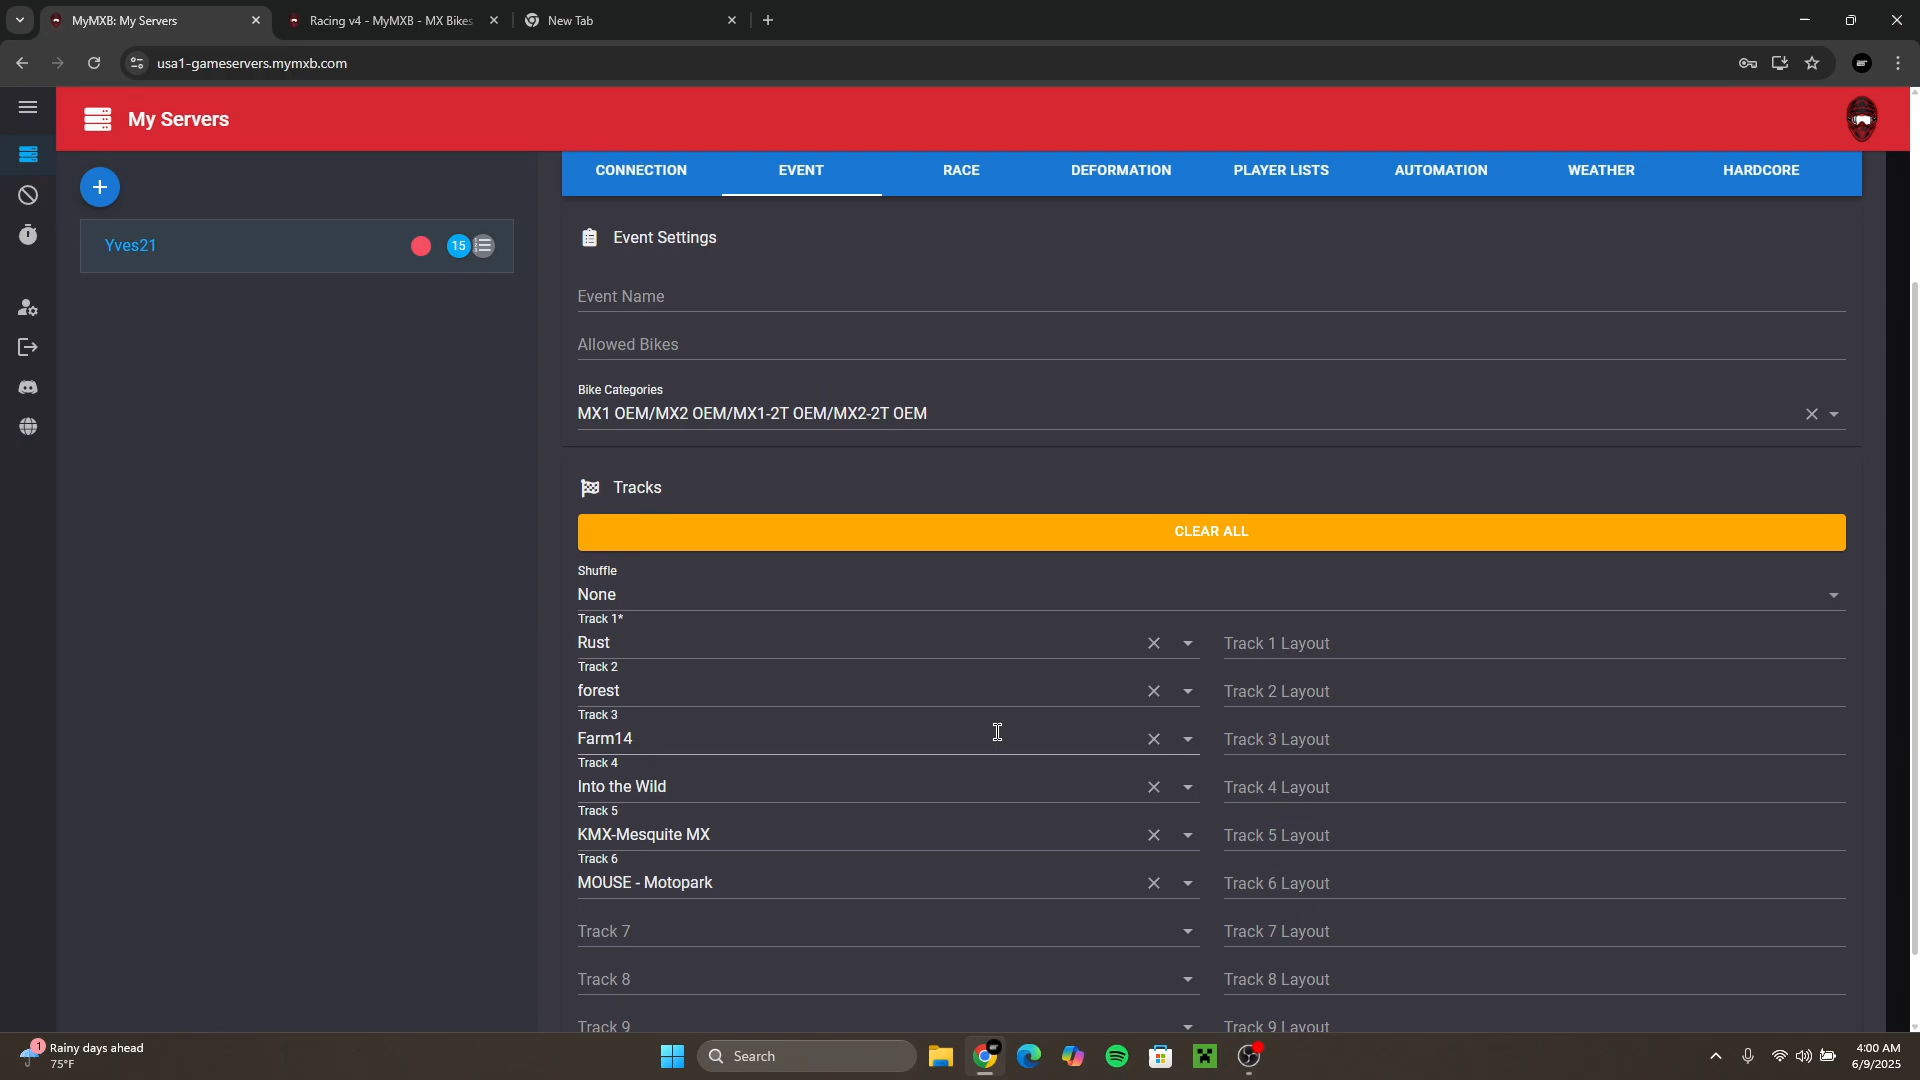 MyMXB: My Servers
Racing v4 - MyMXB - MX Bikes
New Tab
usa1-gameservers.mymxb.com
My Servers
CONNECTION
EVENT
RACE
DEFORMATION
PLAYER LISTS
AUTOMATION
WEATHER
HARDCORE
Yves21
15
Event Settings
Event Name
Allowed Bikes
Bike Categories
MX1 OEM/MX2 OEM/MX1-2T OEM/MX2-2T OEM
Tracks
CLEAR ALL
Shuffle
None
Track 1*
Rust
Track 1 Layout
Track 2
forest
Track 2 Layout
Track 3
Farm14
Track 3 Layout
Track 4
Into the Wild
Track 4 Layout
Track 5
KMX-Mesquite MX
Track 5 Layout
Track 6
MOUSE - Motopark
Track 6 Layout
Track 7
Track 7 Layout
Track 8
Track 8 Layout
Track 9
Track 9 Layout
1
Rainy days ahead
75°F
Search
4:00 AM
6/9/2025